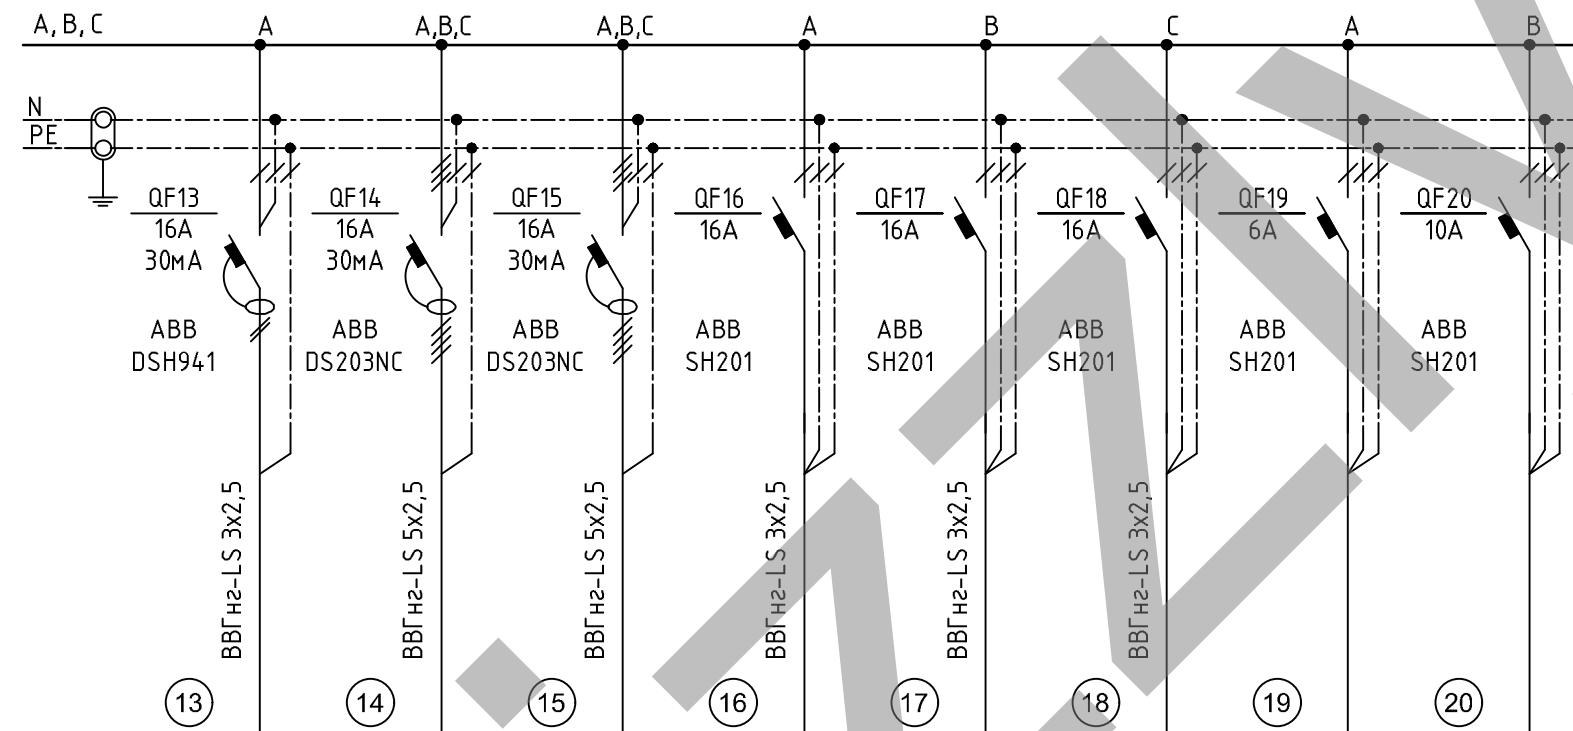 A, B, C
A
A,B,C
A,B,C
A
B
C
A
B
N
PE
QF13
16A
30мА
ABB
DSH941
QF14
16A
30мА
ABB
DS203NC
QF15
16A
30мА
ABB
DS203NC
QF16
16A
ABB
SH201
QF17
16A
ABB
SH201
QF18
16A
ABB
SH201
QF19
6A
ABB
SH201
QF20
10A
ABB
SH201
ВВГнг-LS 3x2,5
ВВГнг-LS 5x2,5
ВВГнг-LS 5x2,5
ВВГнг-LS 3x2,5
ВВГнг-LS 3x2,5
ВВГнг-LS 3x2,5
13
14
15
16
17
18
19
20